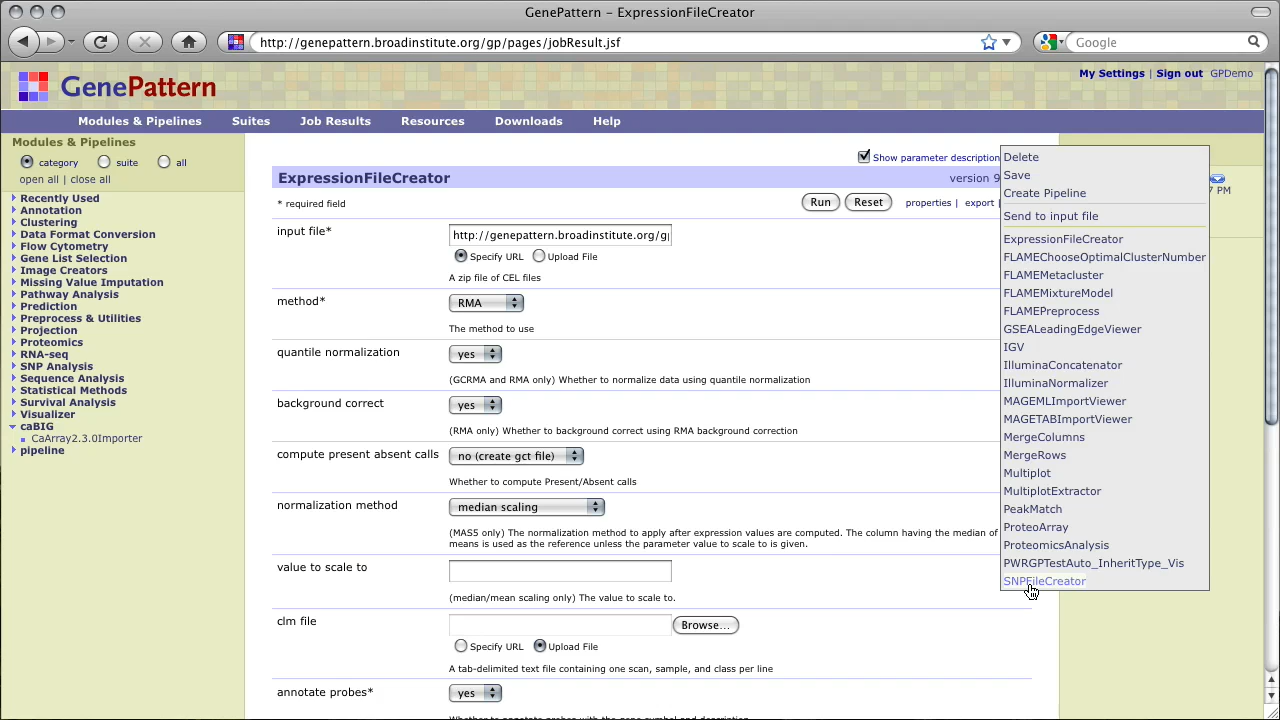 GenePattern – ExpressionFileCreator
http://genepattern.broadinstitute.org/gp/pages/jobResult.jsf
Google
GenePattern
My Settings | Sign out GPDemo
Modules & Pipelines Suites Job Results Resources Downloads Help
Modules & Pipelines
category suite all
open all | close all
Recently Used
Annotation
Clustering
Data Format Conversion
Flow Cytometry
Gene List Selection
Image Creators
Missing Value Imputation
Pathway Analysis
Prediction
Preprocess & Utilities
Projection
Proteomics
RNA-seq
SNP Analysis
Sequence Analysis
Statistical Methods
Survival Analysis
Visualizer
caBIG
CaArray2.3.0Importer
pipeline
Show parameter description
ExpressionFileCreator version 9
* required field Run Reset properties | export |
input file* http://genepattern.broadinstitute.org/g
Specify URL Upload File
A zip file of CEL files
method* RMA
The method to use
quantile normalization yes
(GCRMA and RMA only) Whether to normalize data using quantile normalization
background correct yes
(RMA only) Whether to background correct using RMA background correction
compute present absent calls no (create gct file)
Whether to compute Present/Absent calls
normalization method median scaling
(MAS5 only) The normalization method to apply after expression values are computed. The column having the median of
means is used as the reference unless the parameter value to scale to is given.
value to scale to
(median/mean scaling only) The value to scale to.
clm file Browse...
Specify URL Upload File
A tab-delimited text file containing one scan, sample, and class per line
annotate probes* yes
Whether to annotate probes with the gene symbol and description
Delete
Save
Create Pipeline
Send to input file
ExpressionFileCreator
FLAMEChooseOptimalClusterNumber
FLAMEMetacluster
FLAMEMixtureModel
FLAMEPreprocess
GSEALeadingEdgeViewer
IGV
IlluminaConcatenator
IlluminaNormalizer
MAGEMLImportViewer
MAGETABImportViewer
MergeColumns
MergeRows
Multiplot
MultiplotExtractor
PeakMatch
ProteoArray
ProteomicsAnalysis
PWRGPTestAuto_InheritType_Vis
SNPFileCreator
7 PM